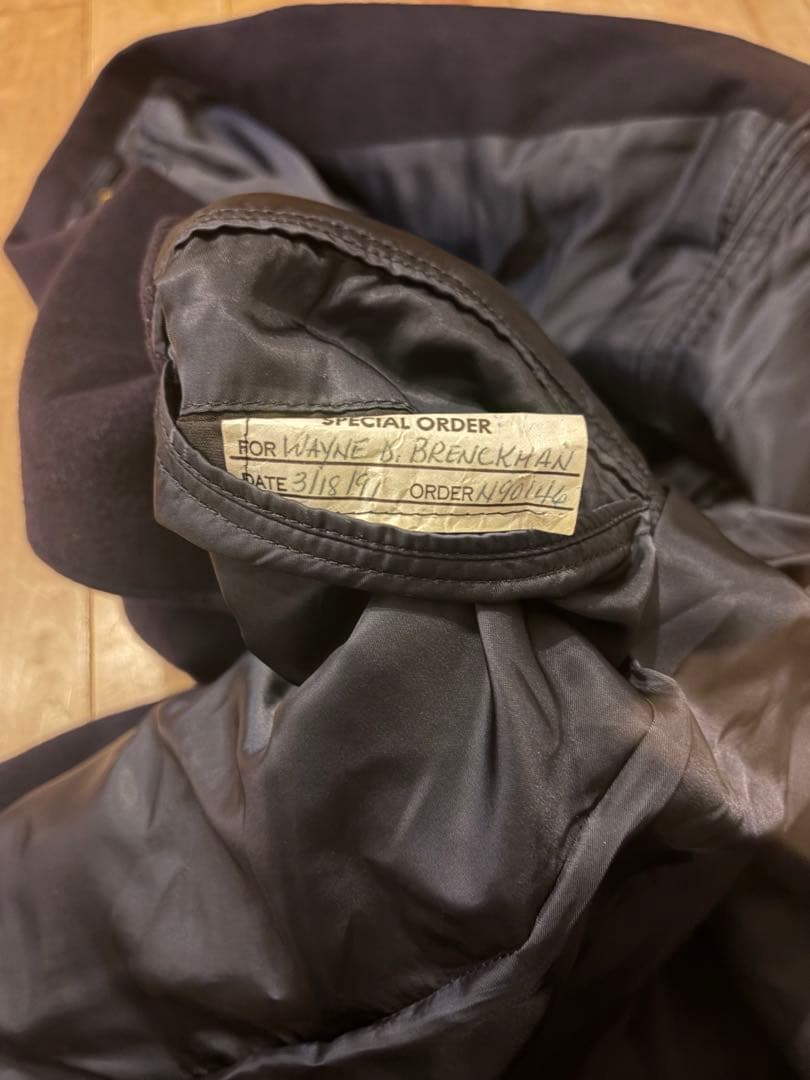 SPECIAL ORDER
FOR WAYNE D. BRENCKMAN
DATE 3/18/91 ORDER N90146